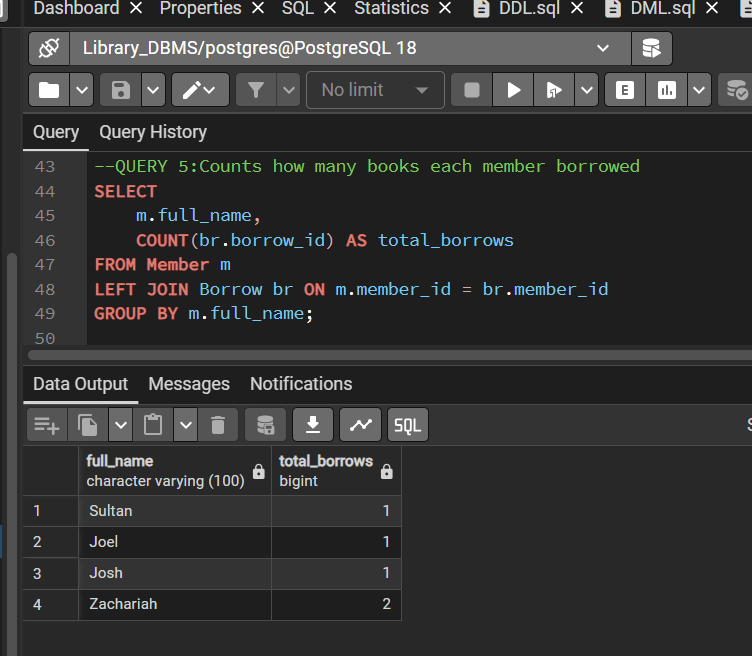 Dashboard × Properties × SQL × Statistics × DDL.sql × DML.sql ×
Library_DBMS/postgres@PostgreSQL 18
No limit
E
Query Query History
43 --QUERY 5:Counts how many books each member borrowed
44 SELECT
45 m.full_name,
46 COUNT(br.borrow_id) AS total_borrows
47 FROM Member m
48 LEFT JOIN Borrow br ON m.member_id = br.member_id
49 GROUP BY m.full_name;
50
Data Output Messages Notifications
SQL
full_name total_borrows
character varying (100) bigint
1 Sultan 1
2 Joel 1
3 Josh 1
4 Zachariah 2